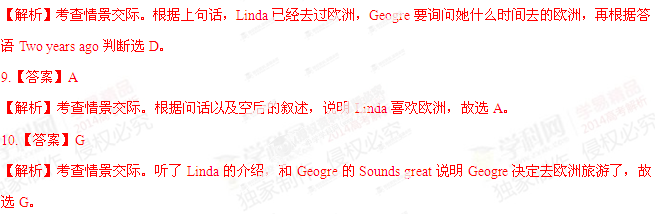 【解析】考查情景交际。根据上句话，Linda 已经去过欧洲，Geogre 要询问她什么时间去的欧洲，再根据答
语 Two years ago 判断选 D。
9.【答案】A
【解析】考查情景交际。根据问话以及空后的叙述，说明 Linda 喜欢欧洲，故选 A。
10.【答案】G
【解析】考查情景交际。听了 Linda 的介绍，和 Geogre 的 Sounds great 说明 Geogre 决定去欧洲旅游了，故
选 G。